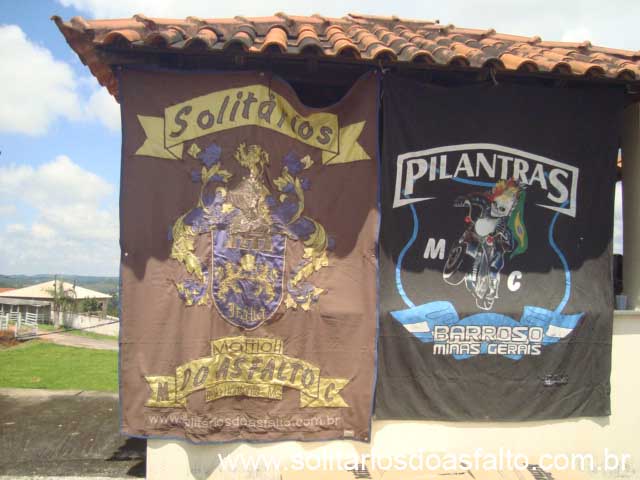 Solitários
M DO ASFALTO C
www.solitariosdoasfalto.com.br
PILANTRAS
M
C
BARROSO
MINAS GERAIS
www.solitariosdoasfalto.com.br